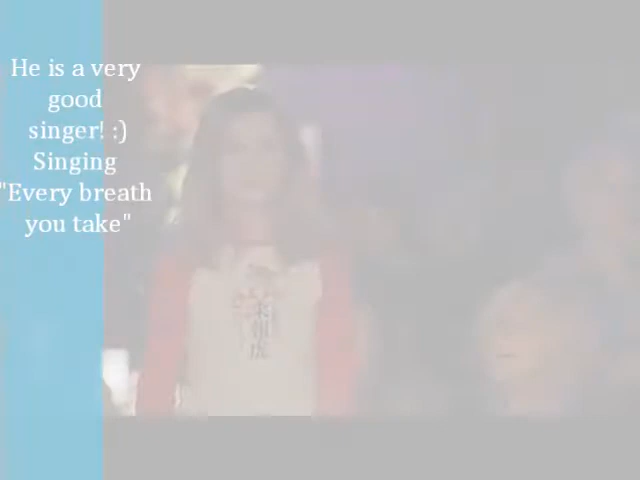 He is a very
good
singer! :)
Singing
"Every breath
you take"